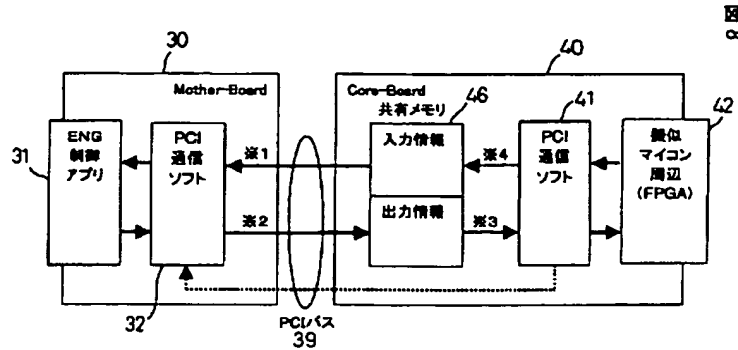 図
8
30
40
Mother-Board
Core-Board
共有メモリ
46
41
42
31
ENG
制御
アプリ
PCI
通信
ソフト
※1
※2
入力情報
出力情報
※4
※3
PCI
通信
ソフト
擬似
マイコン
周辺
(FPGA)
32
PCIバス
39